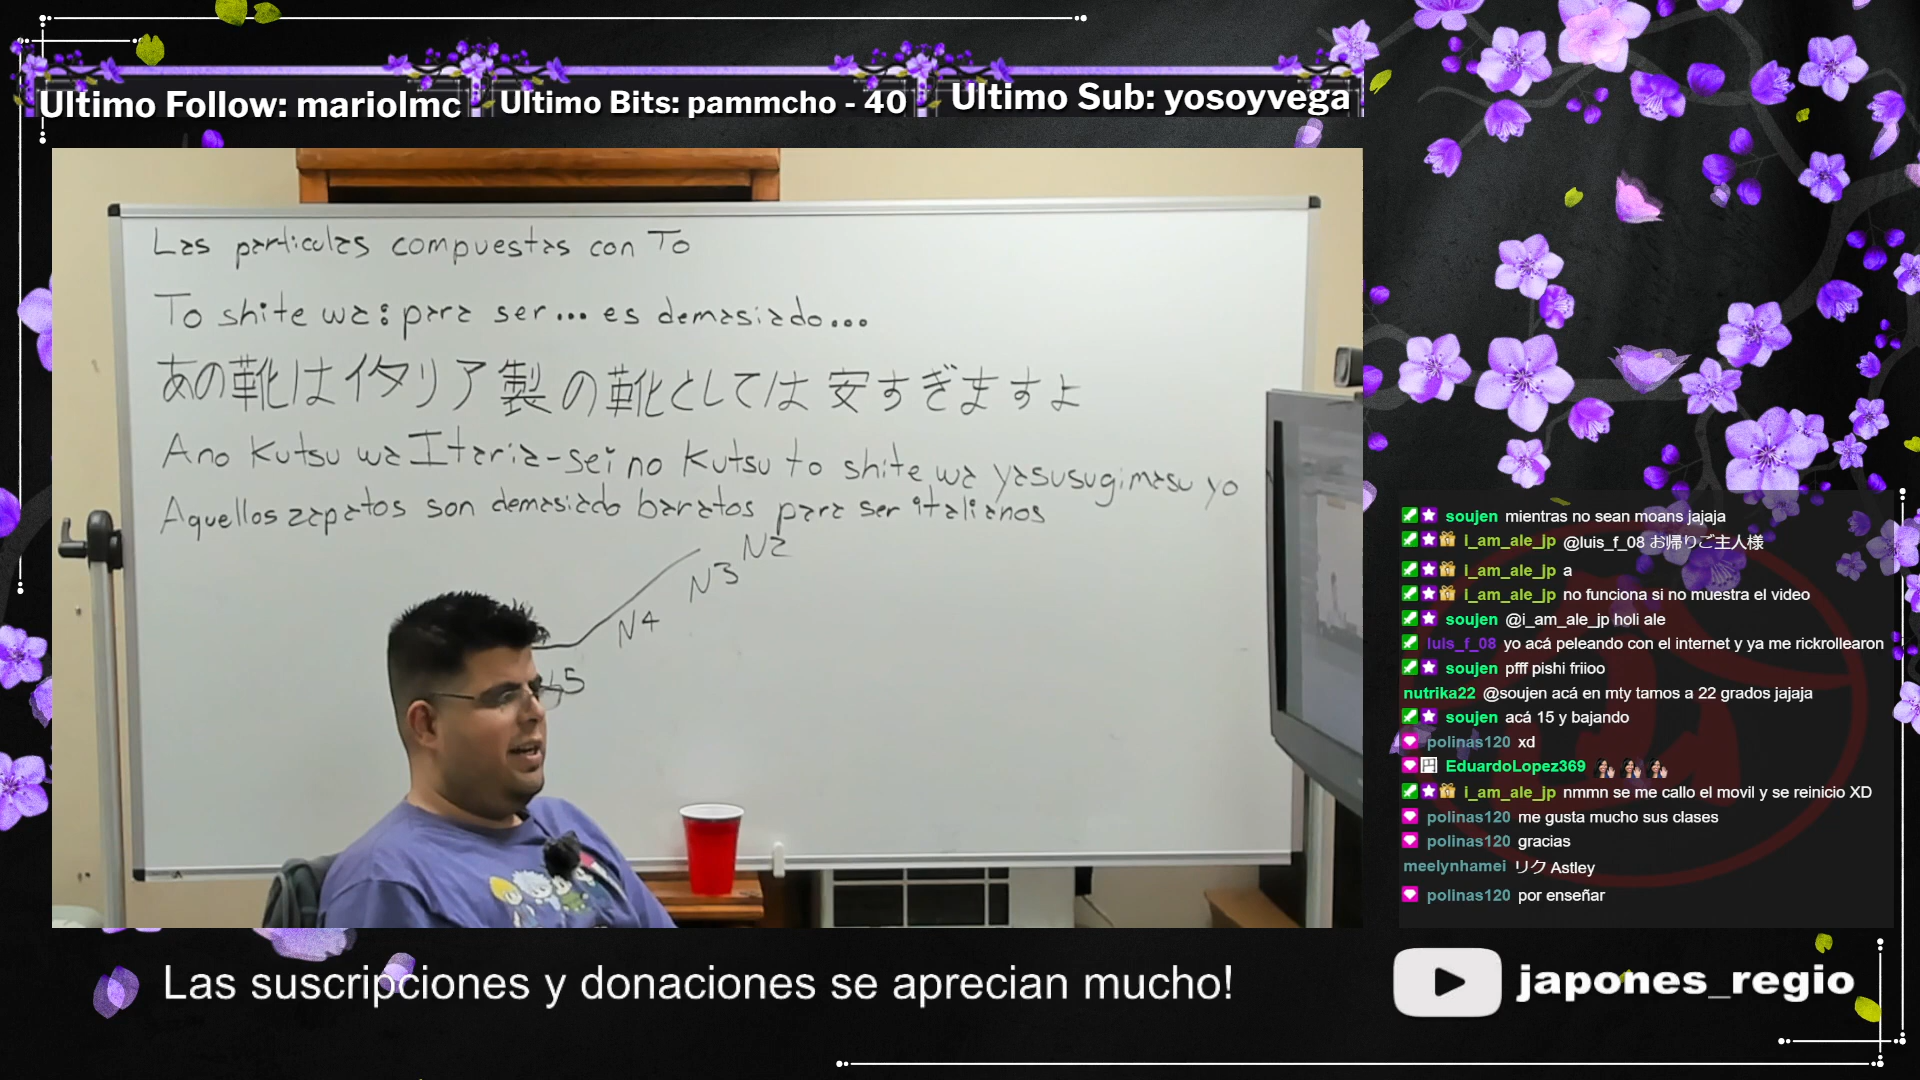 Ultimo Follow: mariolmc
Ultimo Bits: pammcho - 40
Ultimo Sub: yosoyvega
Las particulas compuestas con To
To shite wa: para ser... es demasiado...
あの靴はイタリア製の靴としては安すぎますよ
Ano Kutsu wa Itaria-sei no Kutsu to shite wa yasusugimasu yo
Aquellos zapatos son demasiado baratos para ser italianos
N2
N3
N4
5
soujen mientras no sean moans jajaja
i_am_ale_jp @luis_f_08 お帰りご主人様
i_am_ale_jp a
i_am_ale_jp no funciona si no muestra el video
soujen @i_am_ale_jp holi ale
luis_f_08 yo acá peleando con el internet y ya me rickrollearon
soujen pfff pishi friioo
nutrika22 @soujen acá en mty tamos a 22 grados jajaja
soujen acá 15 y bajando
polinas120 xd
EduardoLopez369
i_am_ale_jp nmmn se me callo el movil y se reinicio XD
polinas120 me gusta mucho sus clases
polinas120 gracias
meelynhamei リク Astley
polinas120 por enseñar
Las suscripciones y donaciones se aprecian mucho!
japones_regio